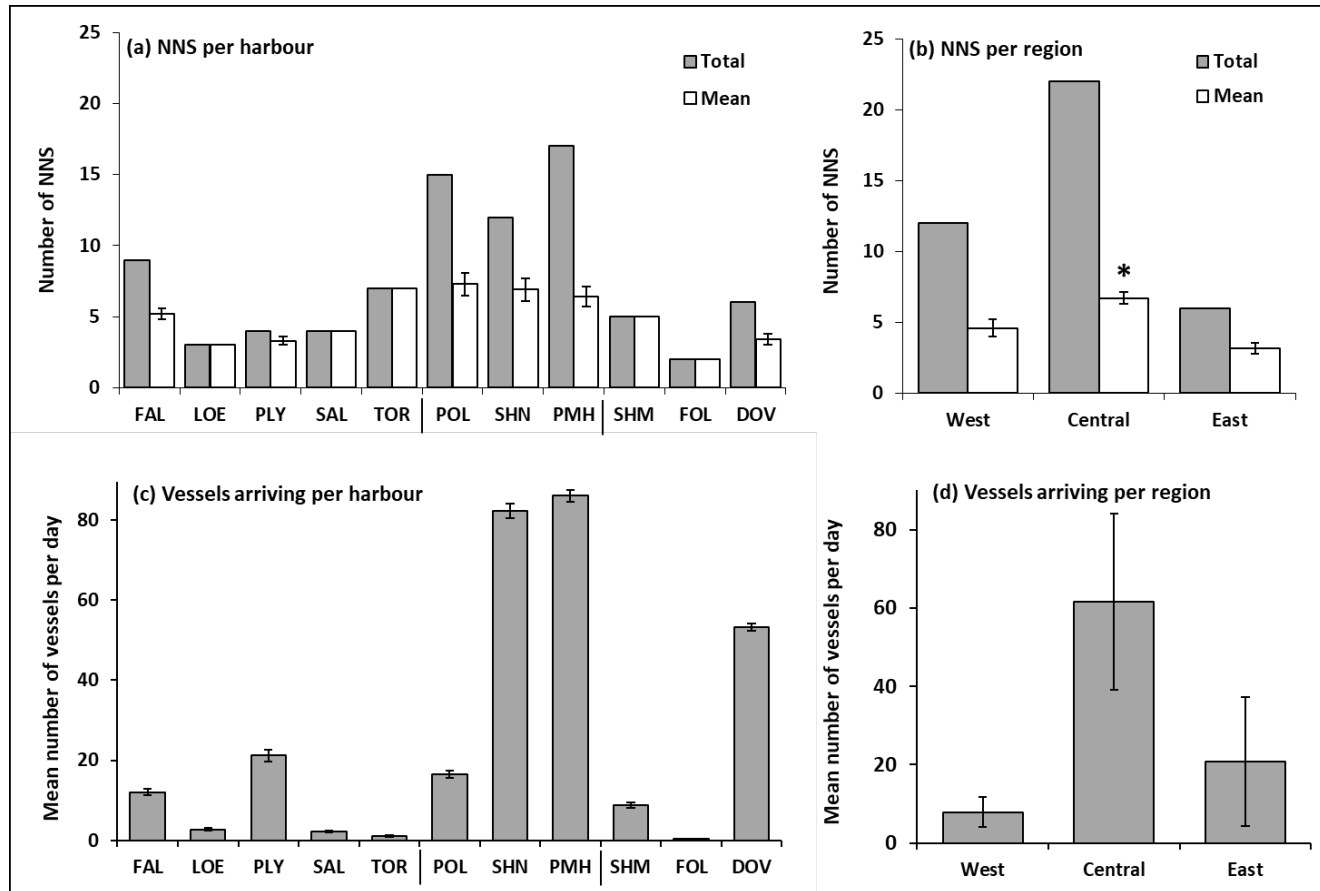 (a) NNS per harbour
Total
Mean
Number of NNS
25
20
15
10
5
0
FAL LOE PLY SAL TOR POL SHN PMH SHM FOL DOV
(b) NNS per region
Total
Mean
Number of NNS
25
20
15
10
5
0
*
West Central East
(c) Vessels arriving per harbour
Mean number of vessels per day
80
60
40
20
0
FAL LOE PLY SAL TOR POL SHN PMH SHM FOL DOV
(d) Vessels arriving per region
Mean number of vessels per day
80
60
40
20
0
West Central East